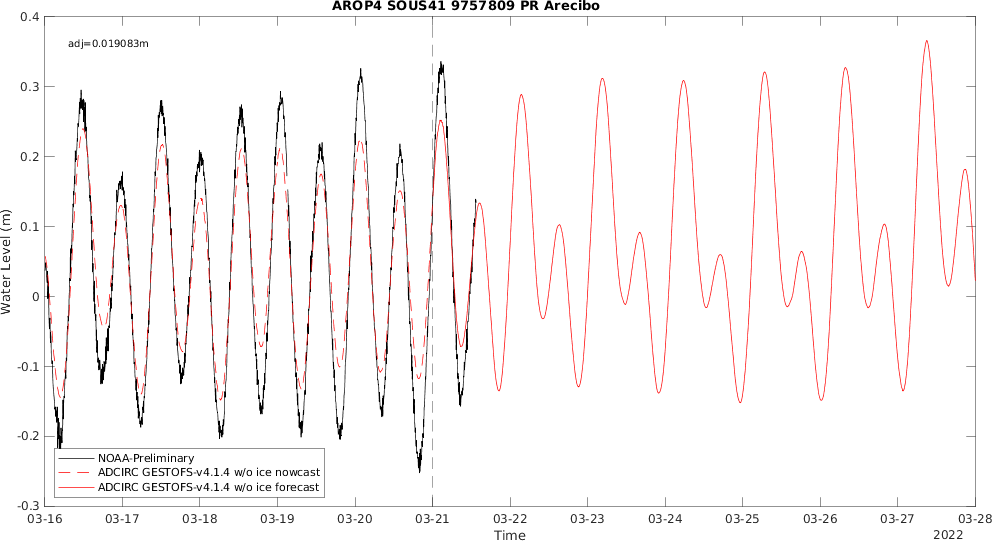 AROP4 SOUS41 9757809 PR Arecibo
adj=0.019083m
Water Level (m)
0.4
0.3
0.2
0.1
0
-0.1
-0.2
-0.3
NOAA-Preliminary
ADCIRC GESTOFS-v4.1.4 w/o ice nowcast
ADCIRC GESTOFS-v4.1.4 w/o ice forecast
03-16 03-17 03-18 03-19 03-20 03-21 03-22 03-23 03-24 03-25 03-26 03-27 03-28
Time
2022